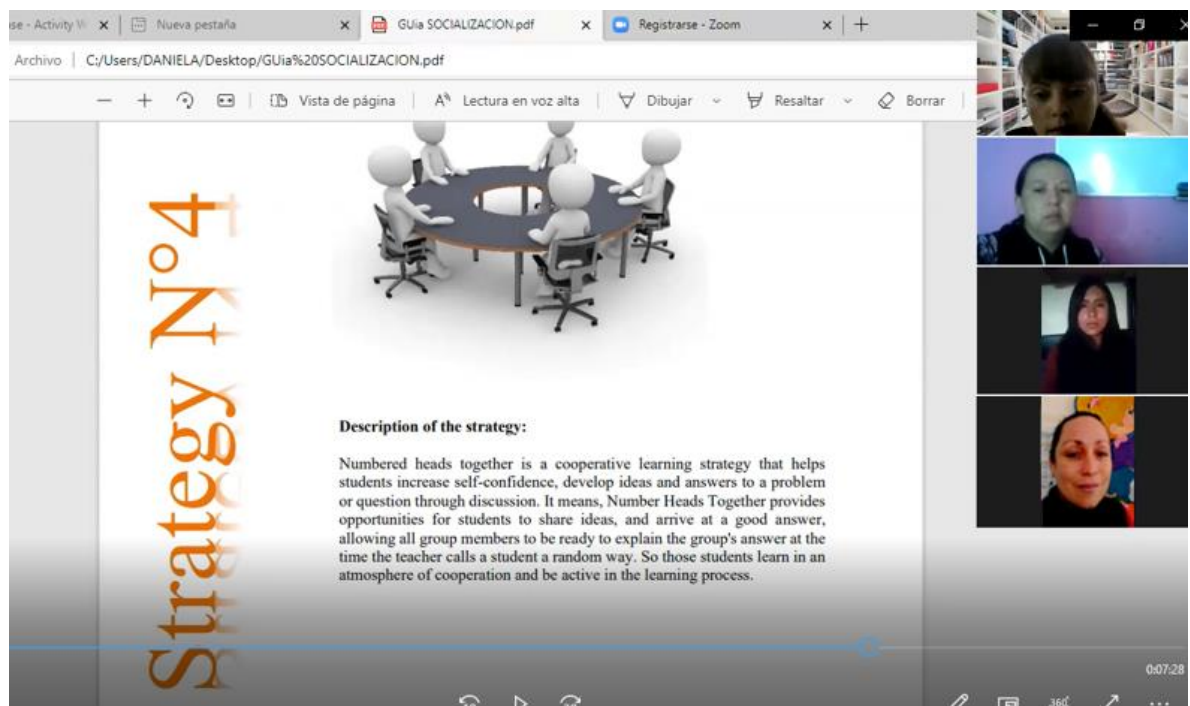 se - Activity W
Nueva pestaña
GUia SOCIALIZACION.pdf
Registrarse - Zoom
Archivo | C:/Users/DANIELA/Desktop/GUia%20SOCIALIZACION.pdf
Vista de página
Lectura en voz alta
Dibujar
Resaltar
Borrar
Strategy N°4
Description of the strategy:
Numbered heads together is a cooperative learning strategy that helps
students increase self-confidence, develop ideas and answers to a problem
or question through discussion. It means, Number Heads Together provides
opportunities for students to share ideas, and arrive at a good answer,
allowing all group members to be ready to explain the group's answer at the
time the teacher calls a student a random way. So those students learn in an
atmosphere of cooperation and be active in the learning process.
0:07:28
360°